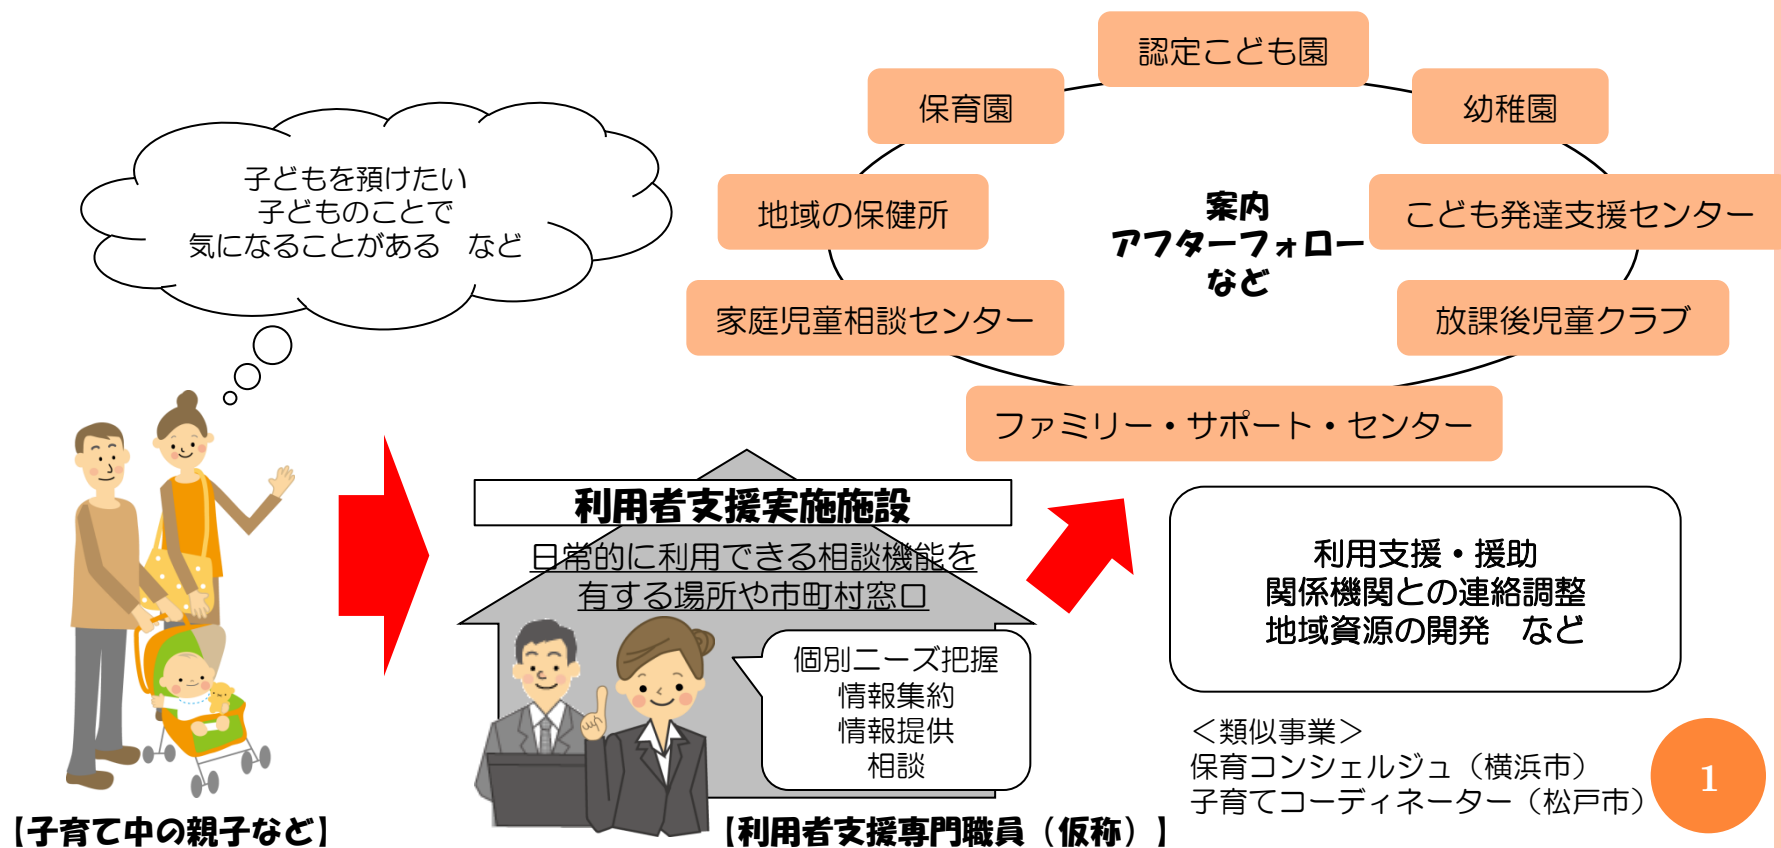 認定こども園
保育園
幼稚園
子どもを預けたい
子どものことで
気になることがある　など
地域の保健所
案内
アフターフォロー
など
こども発達支援センター
家庭児童相談センター
放課後児童クラブ
ファミリー・サポート・センター
利用者支援実施施設
日常的に利用できる相談機能を
有する場所や市町村窓口
利用支援・援助
関係機関との連絡調整
地域資源の開発　など
個別ニーズ把握
情報集約
情報提供
相談
＜類似事業＞
保育コンシェルジュ（横浜市）
子育てコーディネーター（松戸市）
1
【子育て中の親子など】
【利用者支援専門職員（仮称）】